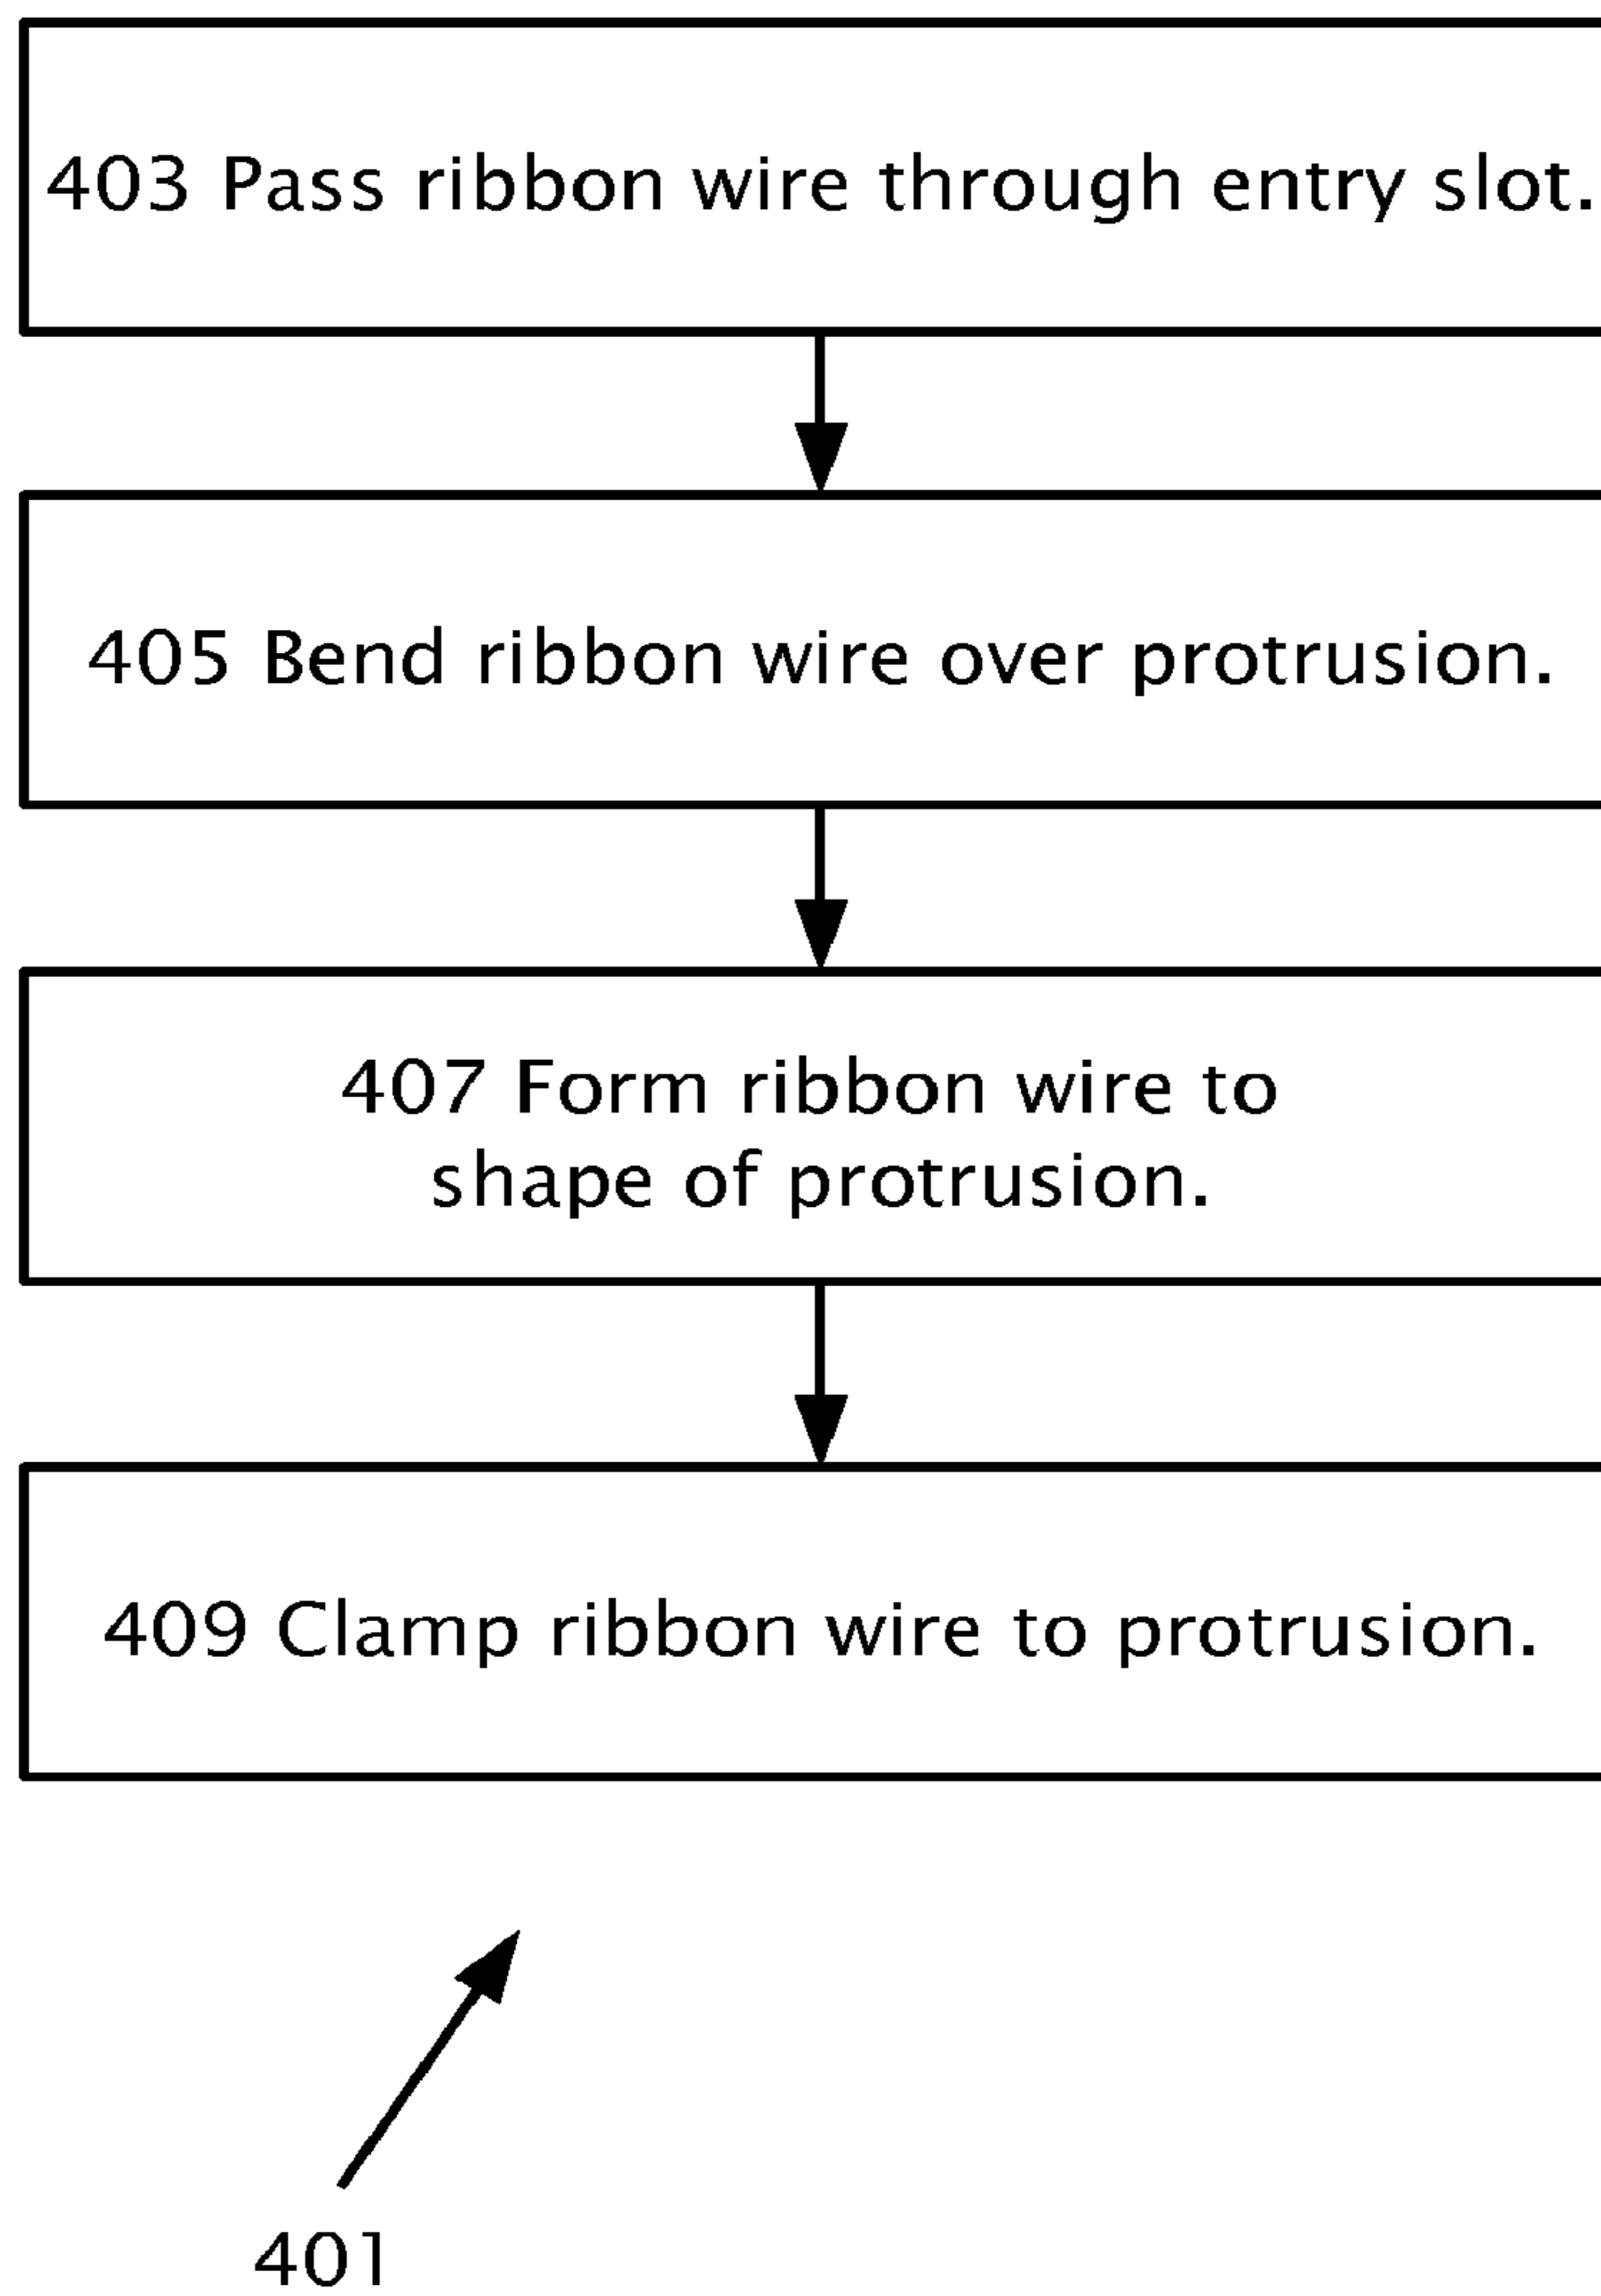 403 Pass ribbon wire through entry slot.
405 Bend ribbon wire over protrusion.
407 Form ribbon wire to
shape of protrusion.
409 Clamp ribbon wire to protrusion.
401